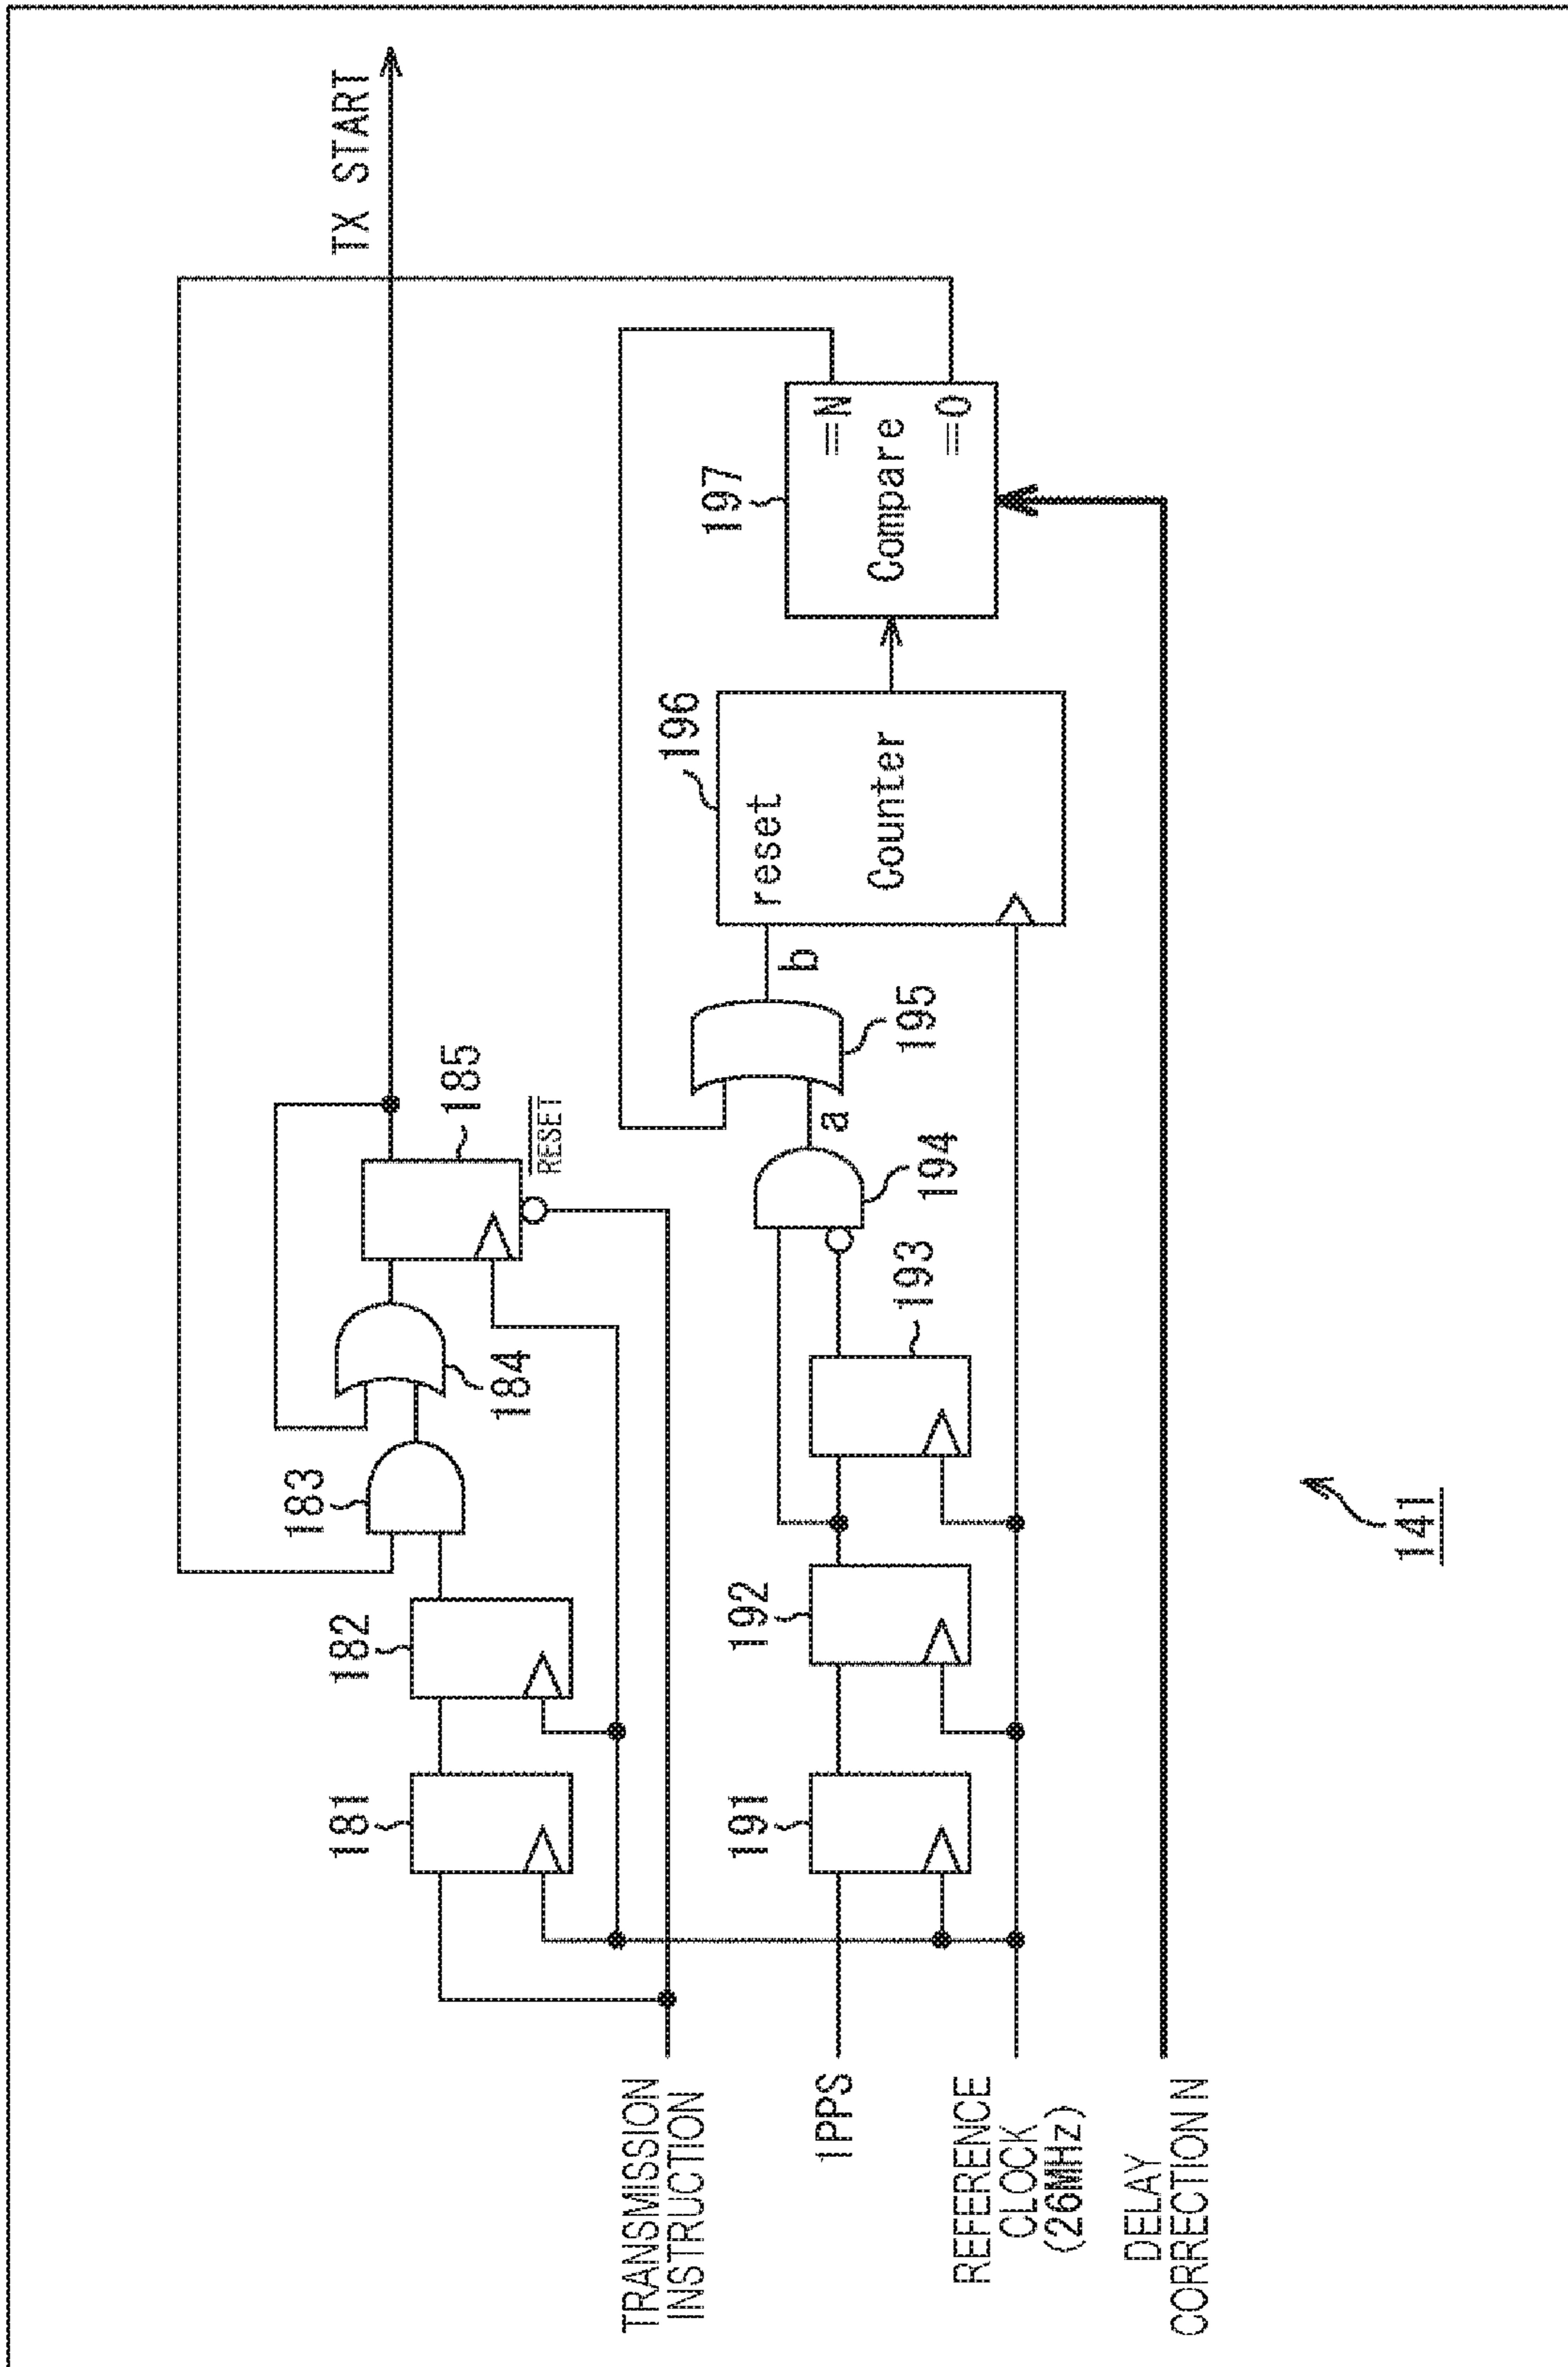 TX START
181
182
183
184
185
RESET
TRANSMISSION
INSTRUCTION
191
192
193
194
a
195
b
196
reset
Counter
197
=N
Compare
=0
1PPS
REFERENCE
CLOCK
(26MHz)
DELAY
CORRECTION N
141